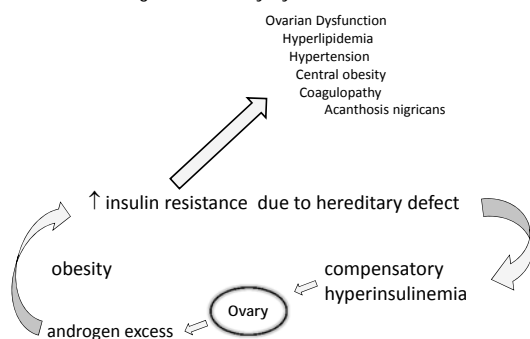 Ovarian Dysfunction
Hyperlipidemia
Hypertension
Central obesity
Coagulopathy
Acanthosis nigricans
↑ insulin resistance due to hereditary defect
obesity
compensatory
hyperinsulinemia
Ovary
androgen excess